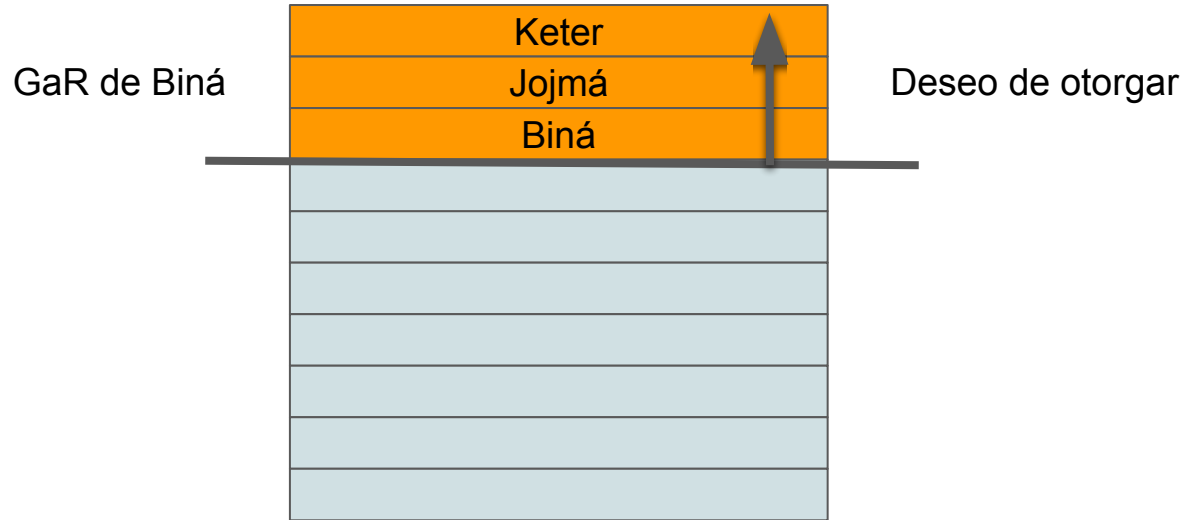 Keter
GaR de Biná
Jojmá
Deseo de otorgar
Biná